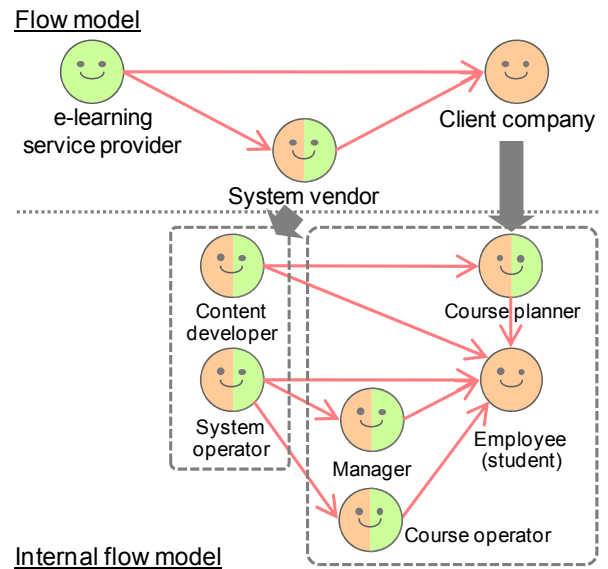 Flow model
e-learning
service provider
Client company
System vendor
Content
developer
Course planner
System
operator
Manager
Employee
(student)
Course operator
Internal flow model